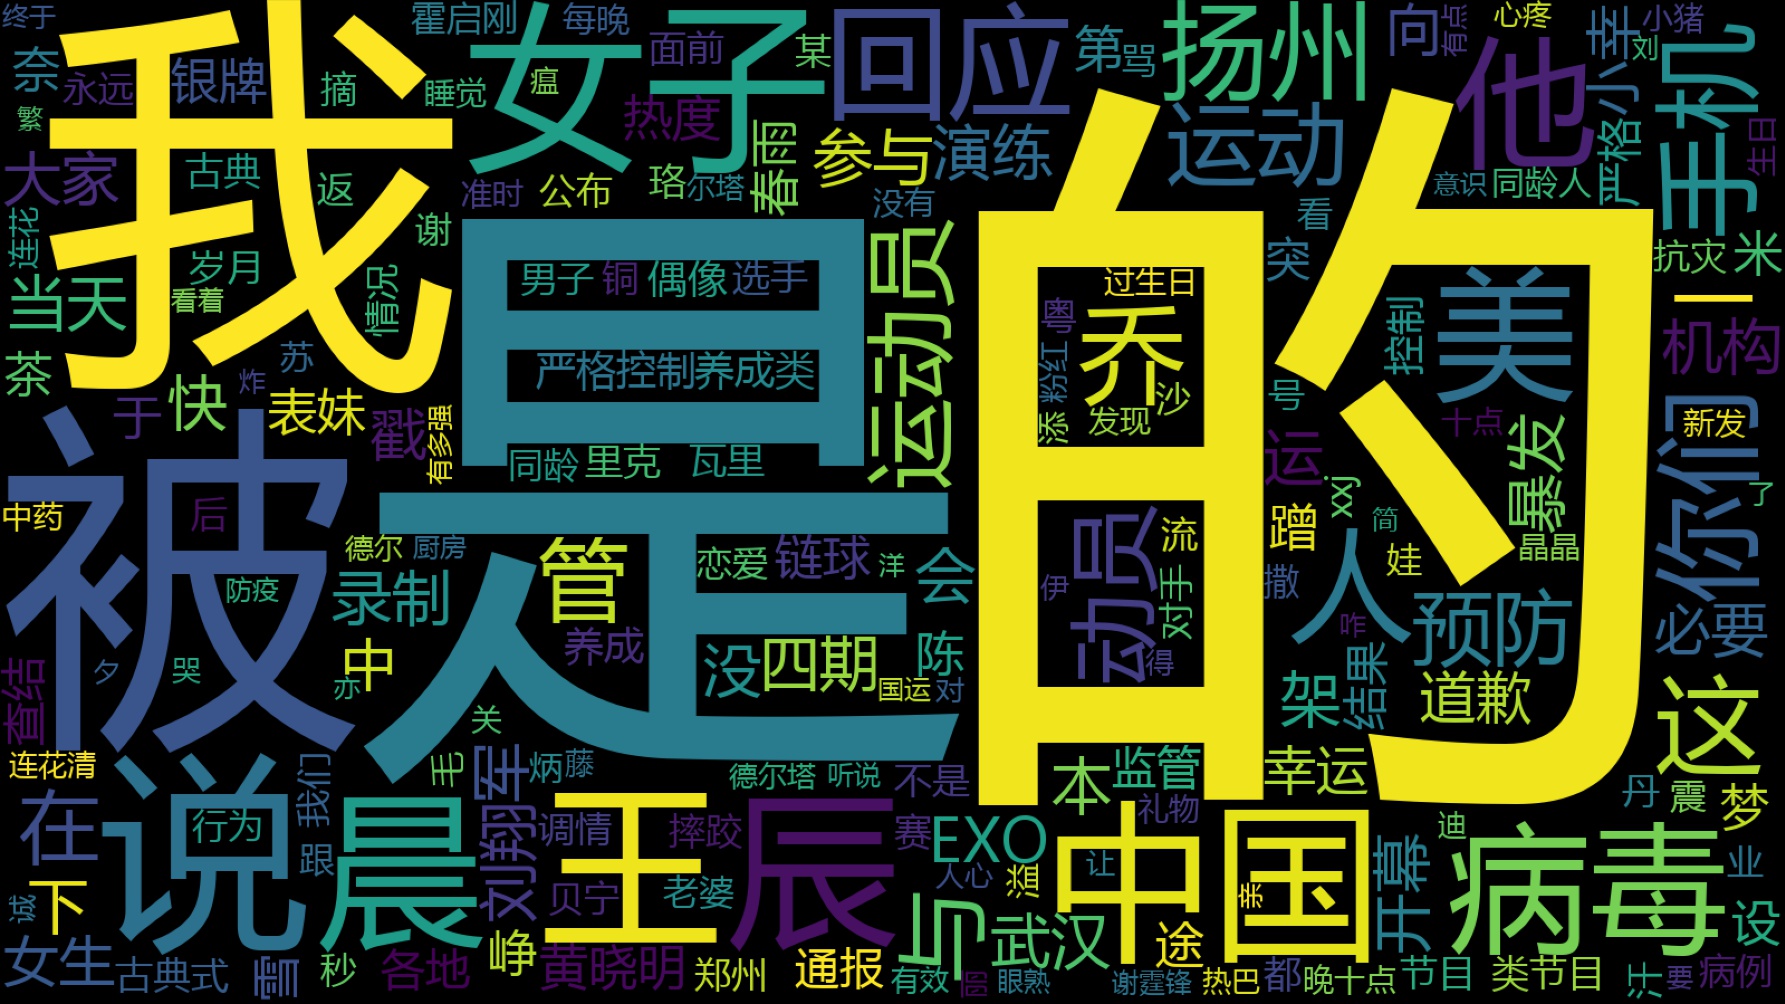 终于
霍启刚
每晚
面前
某
回应
第
骂
扬州
向
有点
心疼
小猪
幸
刘
手机
奈
永远
银牌
摘
睡觉
瘟
女子
热度
繁
我
春雨
参与
演练
运动
他
小
严格
生日
大家
古典
返
准时
公布
珞
尔塔
没有
看
意识
同龄人
连花
岁月
谢
是
运动员
的
突
抗灾
米
当天
看着
情况
男子
铜
偶像
选手
过生日
粤
乔
控制
美
一
机构
茶
快
苏
炸
严格控制养成类
粉红
沙
号
于
表妹
戳
有多强
添
发现
十点
新发
你们
同龄
里克
瓦里
运
暴发
被
后
xxj
了
中药
德尔
厨房
管
恋爱
链球
洋
会
动员
流
蹭
简
晶晶
防疫
录制
伊
对手
撒
人
娃
预防
必要
查结
夕
哭
中
亦
养成
没
四期
陈
得
咋
结果
国运
对
架
道歉
这
关
连花清
说
我们
毛
军
炳
藤
德尔塔
听说
不是
本
监管
幸运
丹
震
梦
在
行为
晨
刘翔
调情
王
摔跤
辰
赛
EXO
礼物
中国
开幕
迪
病毒
业
跟
下
贝宁
老婆
人心
溢
让
诚
与
武汉
途
设
女生
古典式
雪
秒
各地
峥
黄晓明
郑州
通报
有效
圆
眼熟
谢霆锋
热巴
都
晚十点
节目
类节目
汁
要
病例